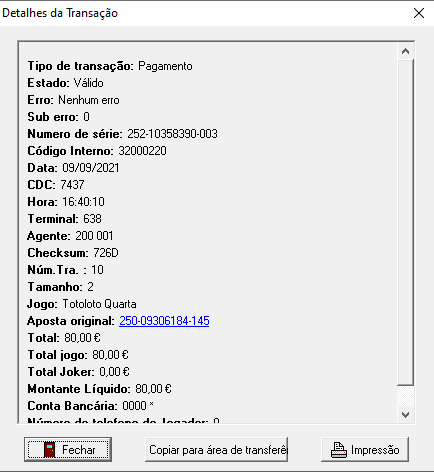 Detalhes da Transação
Tipo de transação: Pagamento
Estado: Válido
Erro: Nenhum erro
Sub erro: 0
Numero de série: 252-10358390-003
Código Interno: 32000220
Data: 09/09/2021
CDC: 7437
Hora: 16:40:10
Terminal: 638
Agente: 200 001
Checksum: 726D
Núm.Tra. : 10
Tamanho: 2
Jogo: Totoloto Quarta
Aposta original: 250-09306184-145
Total: 80,00 €
Total jogo: 80,00 €
Total Joker: 0,00 €
Montante Líquido: 80,00 €
Conta Bancária: 0000 *
Número de telefone do Jogador: 0
Fechar
Copiar para área de transferê
Impressão